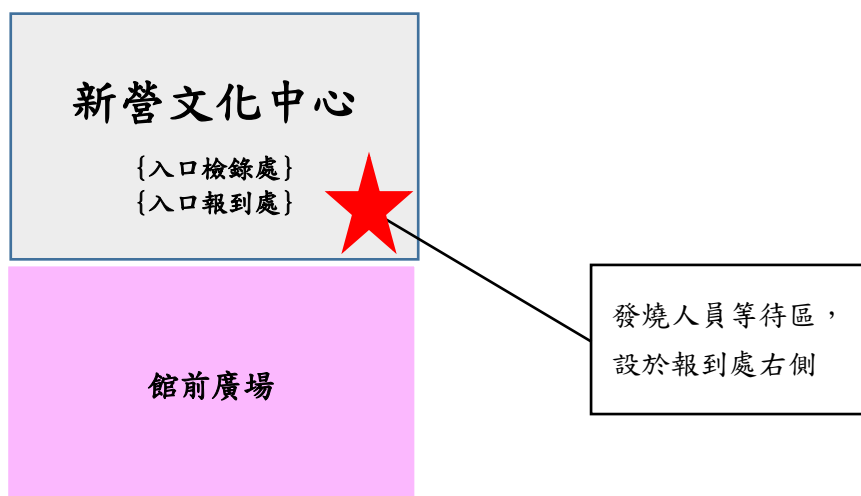 新營文化中心
{入口檢錄處}
{入口報到處}
發燒人員等待區，
設於報到處右側
館前廣場